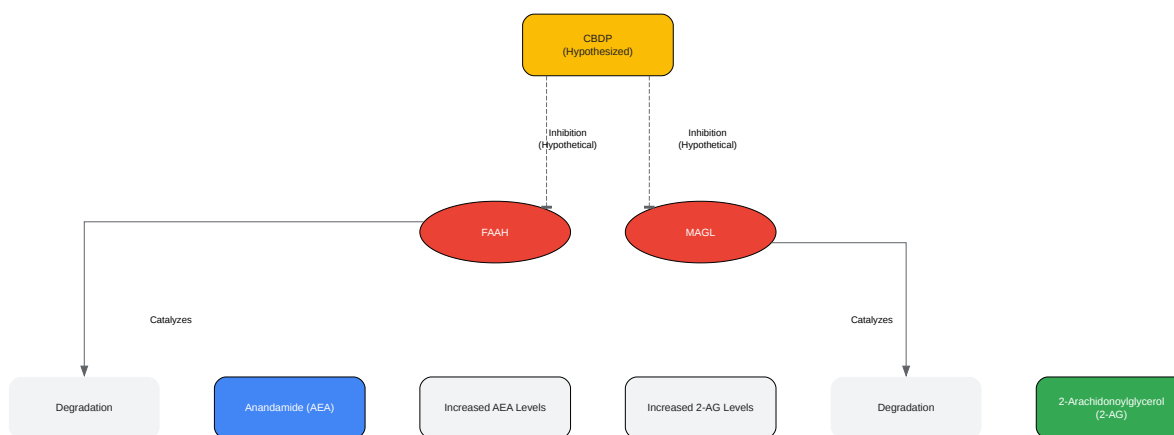 CBDP
(Hypothesized)
Inhibition
(Hypothetical)
Inhibition
(Hypothetical)
FAAH
MAGL
Catalyzes
Catalyzes
Degradation
Anandamide (AEA)
Increased AEA Levels
Increased 2-AG Levels
Degradation
2-Arachidonoylglycerol
(2-AG)